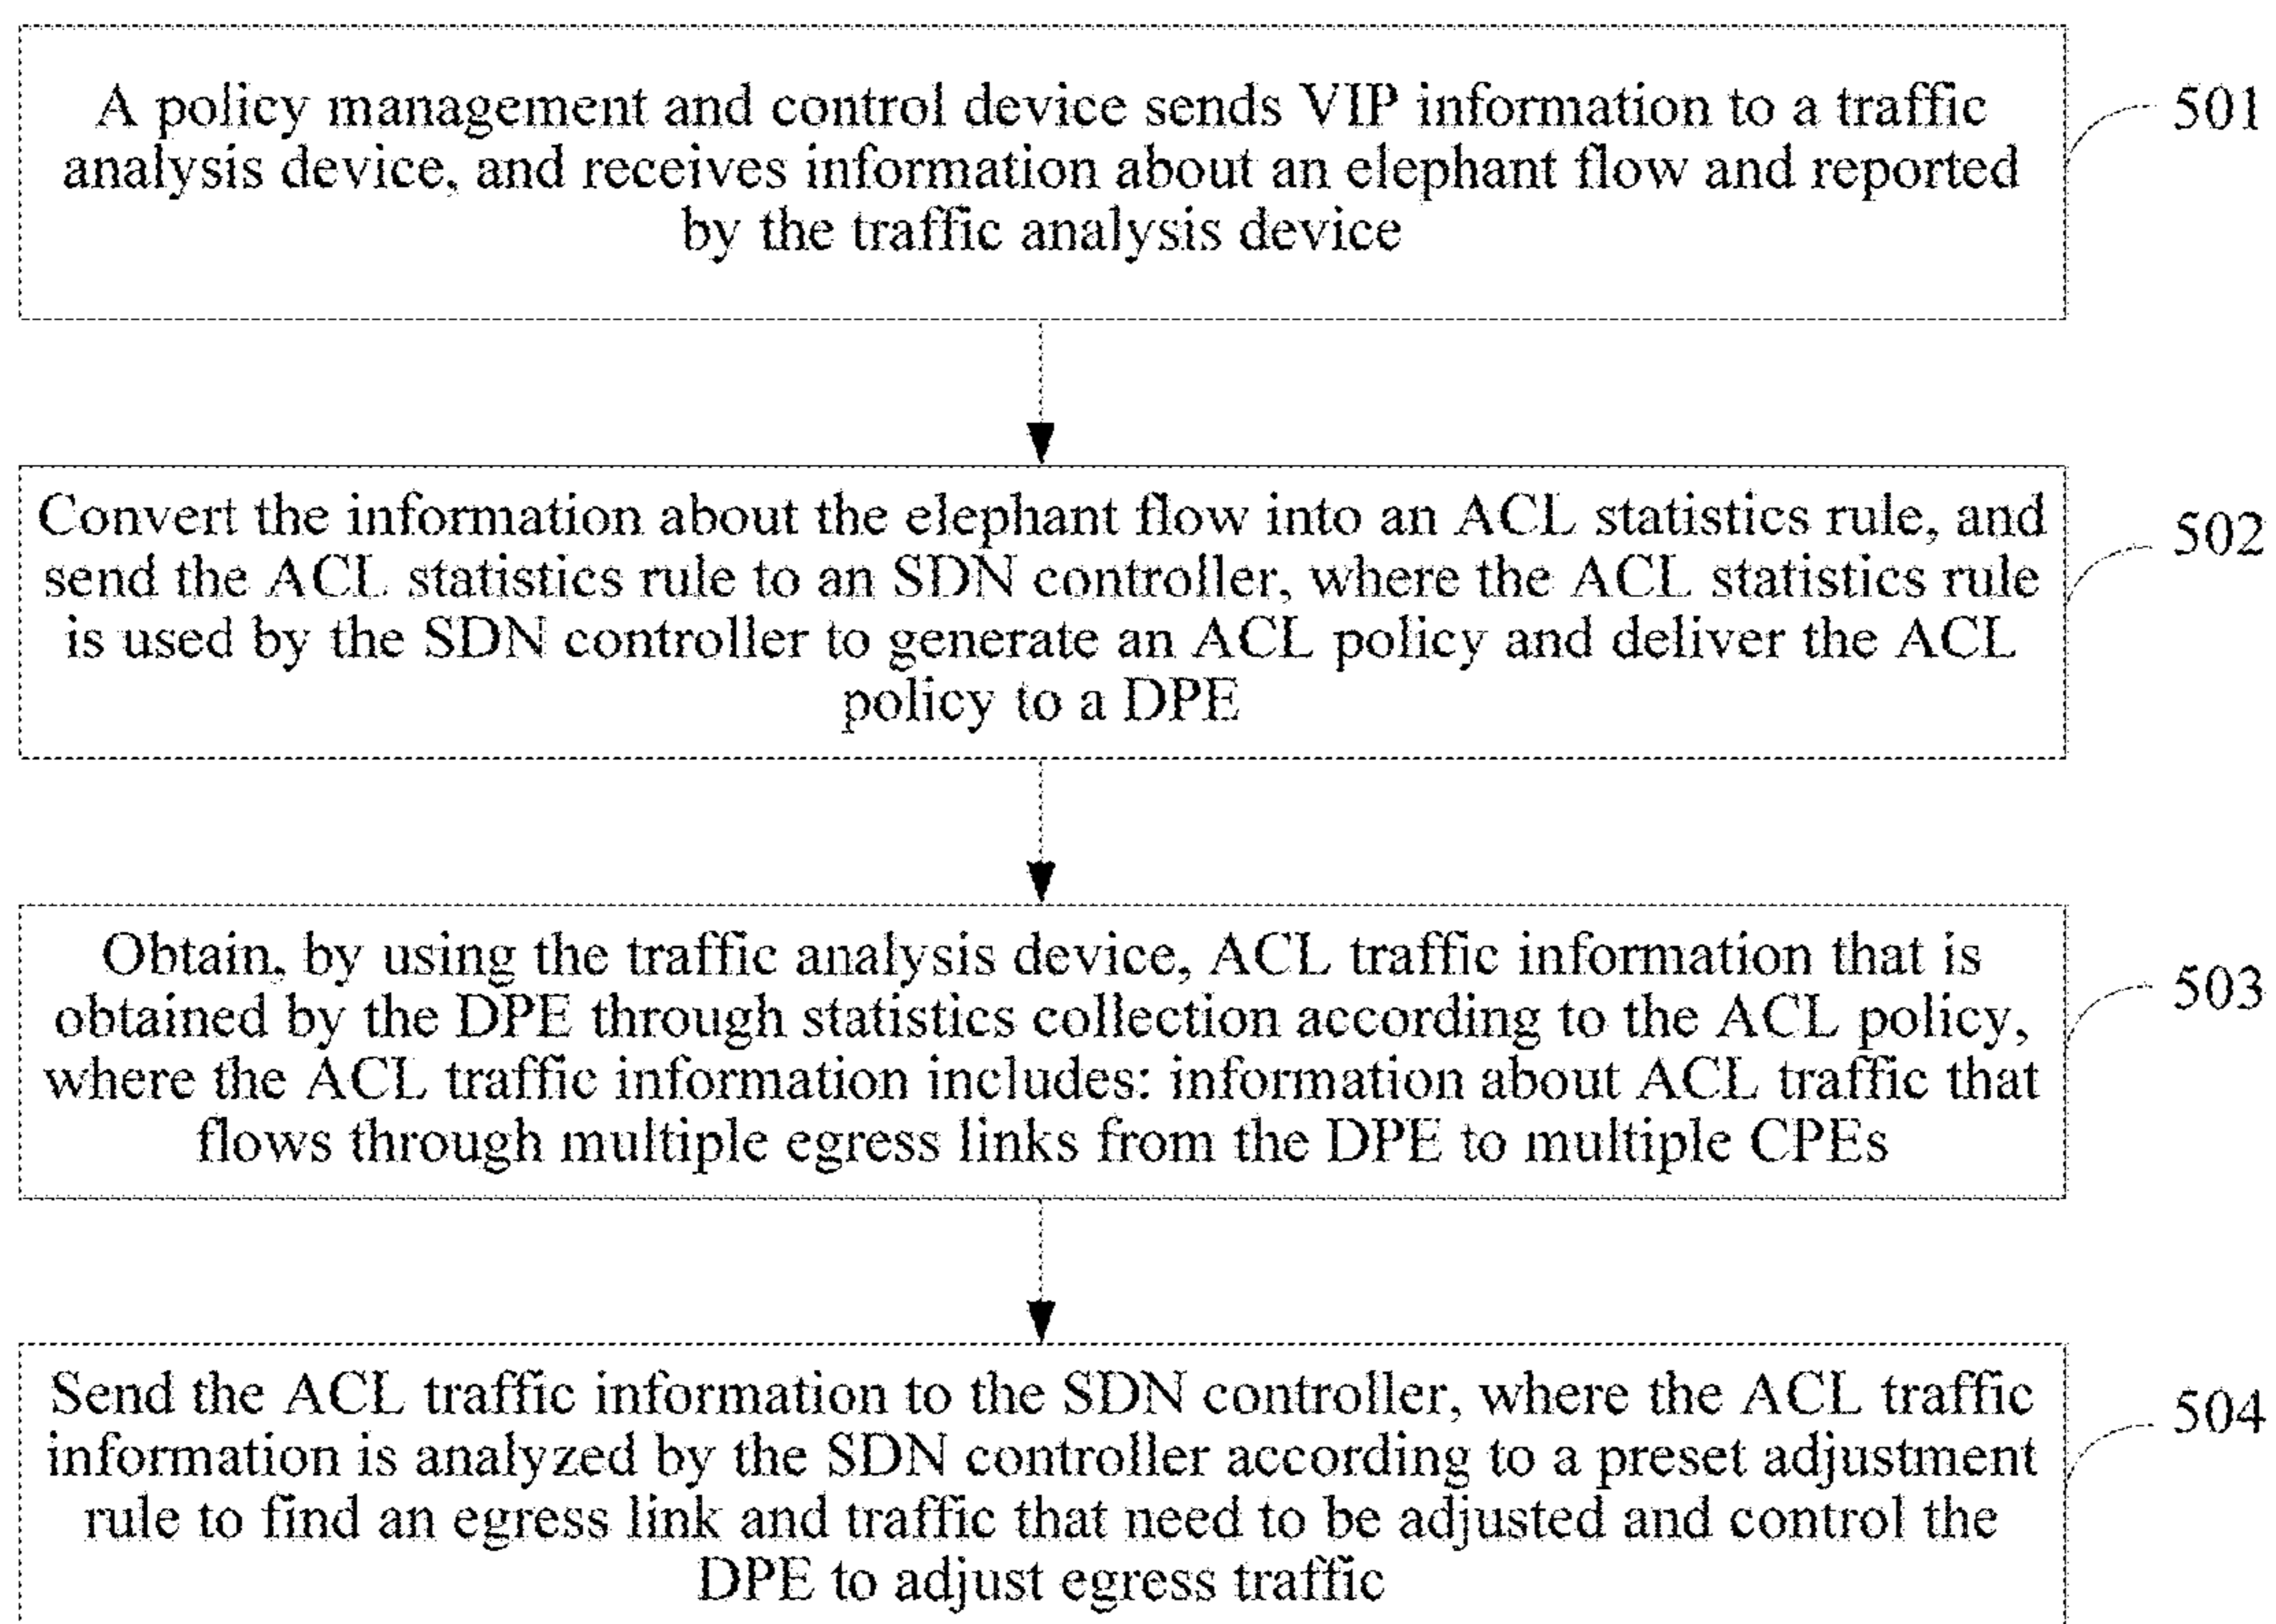 A policy management and control device sends VIP information to a traffic
analysis device, and receives information about an elephant flow and reported
by the traffic analysis device
501
Convert the information about the elephant flow into an ACL statistics rule, and
send the ACL statistics rule to an SDN controller, where the ACL statistics rule
is used by the SDN controller to generate an ACL policy and deliver the ACL
policy to a DPE
502
Obtain, by using the traffic analysis device, ACL traffic information that is
obtained by the DPE through statistics collection according to the ACL policy,
where the ACL traffic information includes: information about ACL traffic that
flows through multiple egress links from the DPE to multiple CPEs
503
Send the ACL traffic information to the SDN controller, where the ACL traffic
information is analyzed by the SDN controller according to a preset adjustment
rule to find an egress link and traffic that need to be adjusted and control the
DPE to adjust egress traffic
504